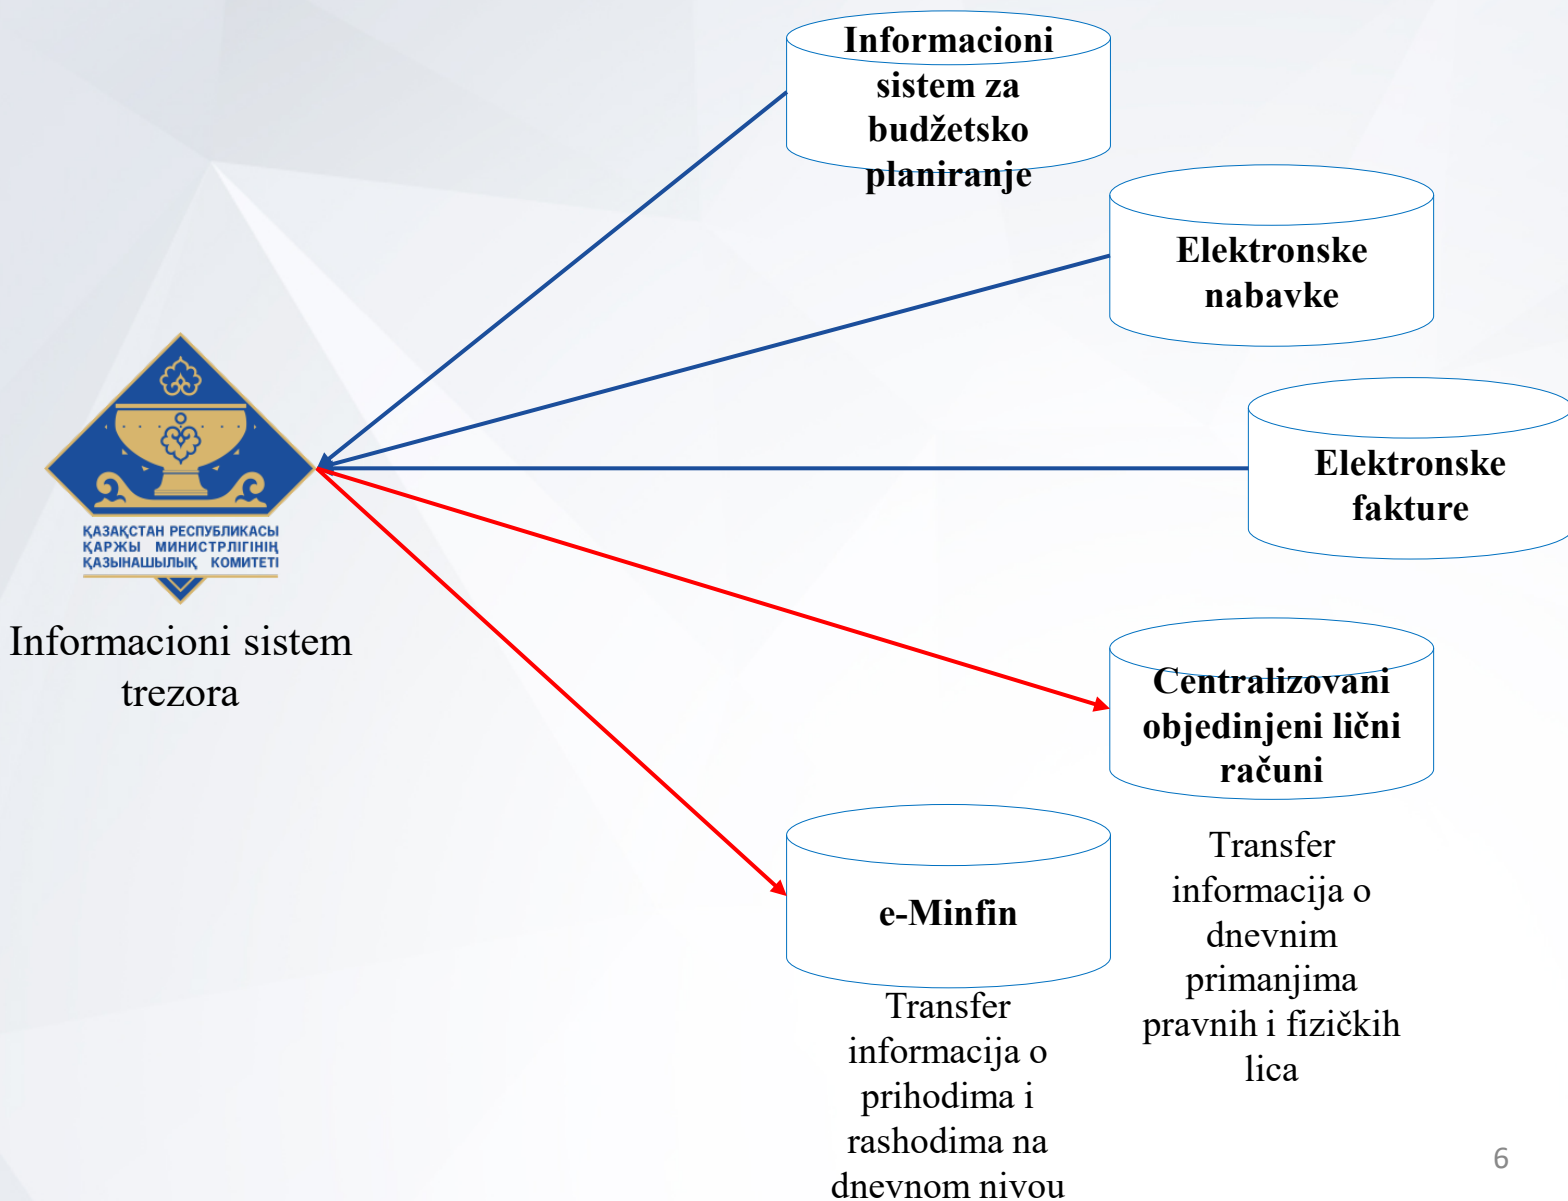 Informacioni
sistem za
budžetsko
planiranje
Elektronske
nabavke
Elektronske
fakture
ҚАЗАҚСТАН РЕСПУБЛИКАСЫ
ҚАРЖЫ МИНИСТРЛІГІНІҢ
ҚАЗЫНАШЫЛЫҚ КОМИТЕТІ
Informacioni sistem
trezora
Centralizovani
objedinjeni lični
računi
Transfer
informacija o
dnevnim
primanjima
pravnih i fizičkih
lica
e-Minfin
Transfer
informacija o
prihodima i
rashodima na
dnevnom nivou
6